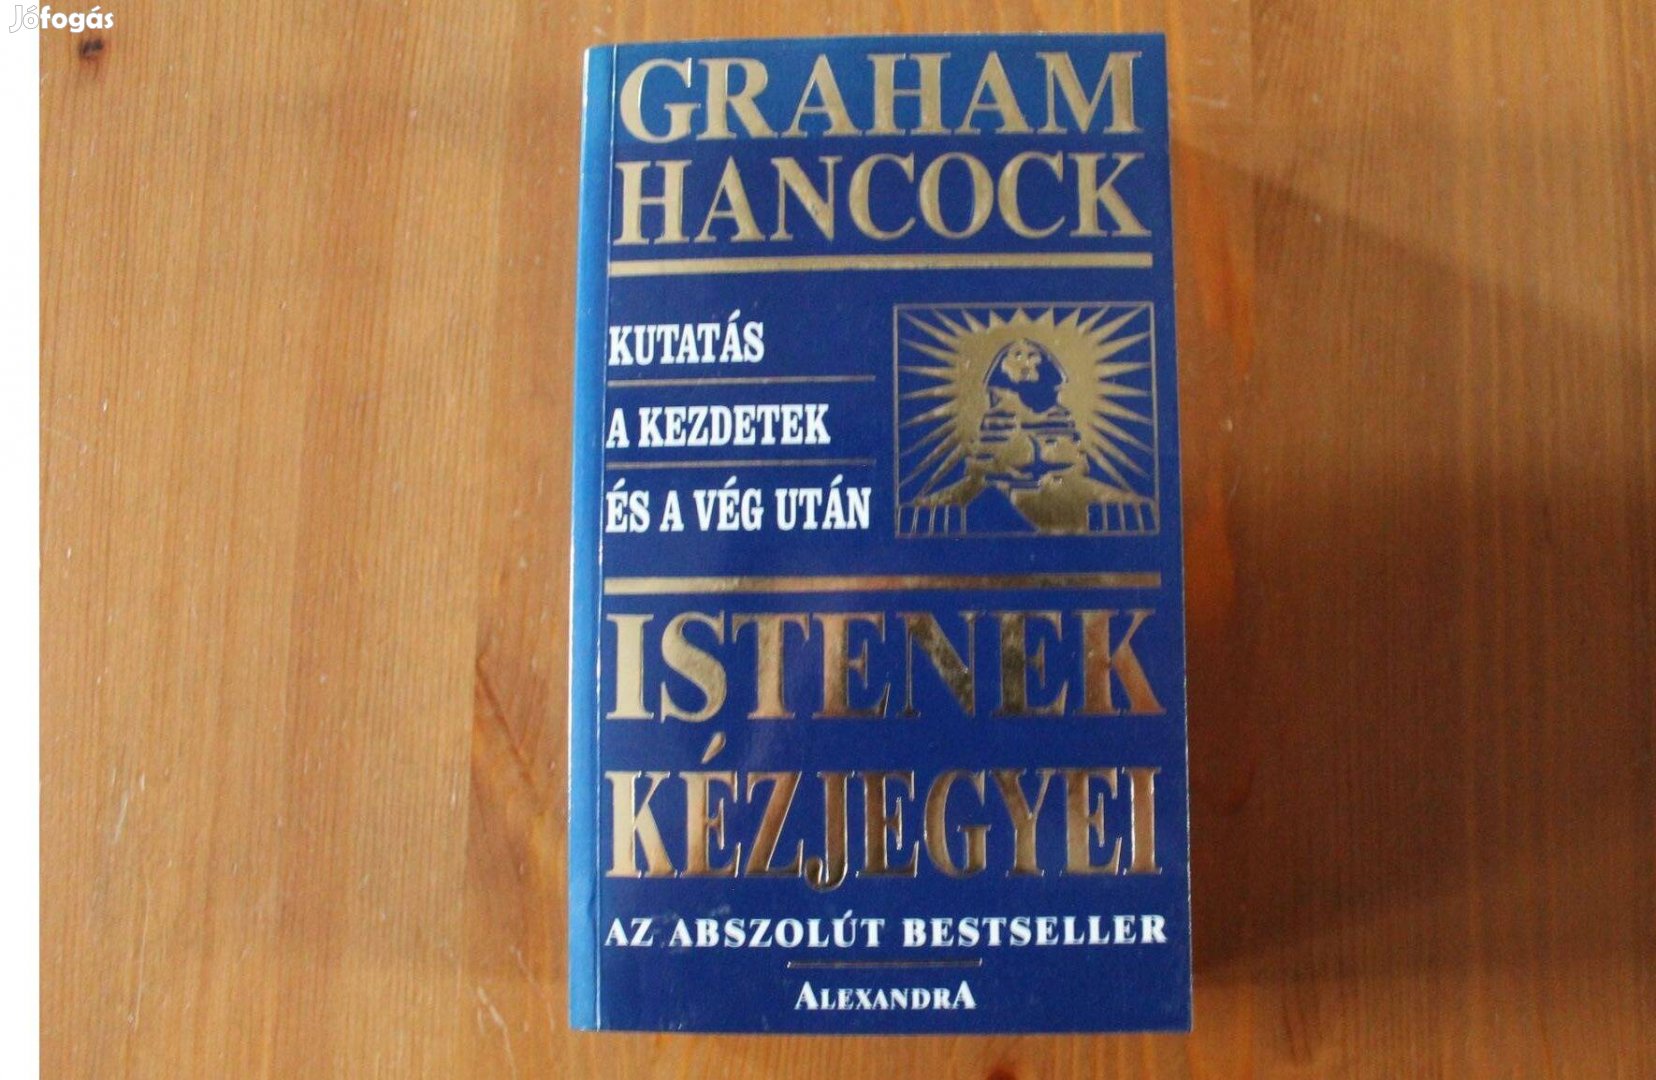 Jófogás
GRAHAM
HANCOCK
KUTATÁS
A KEZDETEK
ÉS A VÉG UTÁN
ISTENEK
KÉZJEGYEI
AZ ABSZOLÚT BESTSELLER
ALEXANDRA